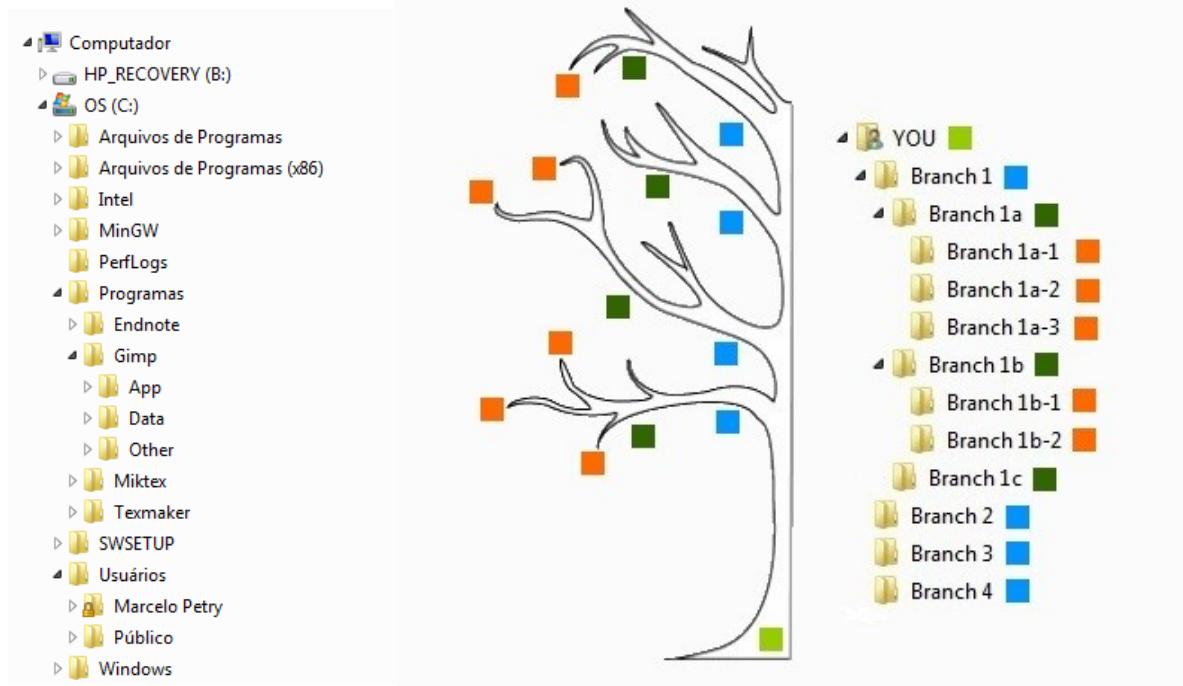 Computador
HP_RECOVERY (B:)
OS (C:)
Arquivos de Programas
Arquivos de Programas (x86)
Intel
MinGW
PerfLogs
Programas
Endnote
Gimp
App
Data
Other
Miktex
Texmaker
SWSETUP
Usuários
Marcelo Petry
Público
Windows
YOU
Branch 1
Branch 1a
Branch 1a-1
Branch 1a-2
Branch 1a-3
Branch 1b
Branch 1b-1
Branch 1b-2
Branch 1c
Branch 2
Branch 3
Branch 4